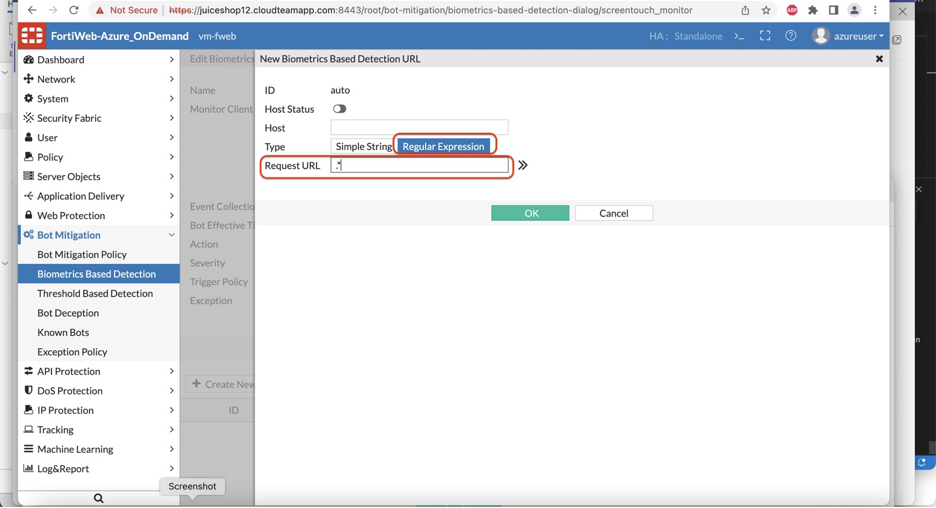 Not Secure
https://juiceshop12.cloudteamapp.com:8443/root/bot-mitigation/biometrics-based-detection-dialog/screentouch_monitor
ABP
FortiWeb-Azure_OnDemand vm-fweb
HA: Standalone >_ azureuser
Dashboard
Network
System
Security Fabric
User
Policy
Server Objects
Application Delivery
Web Protection
Bot Mitigation
Bot Mitigation Policy
Biometrics Based Detection
Threshold Based Detection
Bot Deception
Known Bots
Exception Policy
API Protection
DoS Protection
IP Protection
Tracking
Machine Learning
Log&Report
Screenshot
Edit Biometrics
Name
Monitor Client
Event Collectio
Bot Effective Ti
Action
Severity
Trigger Policy
Exception
+ Create New
ID
New Biometrics Based Detection URL
ID auto
Host Status
Host
Type Simple String Regular Expression
Request URL .*
OK Cancel